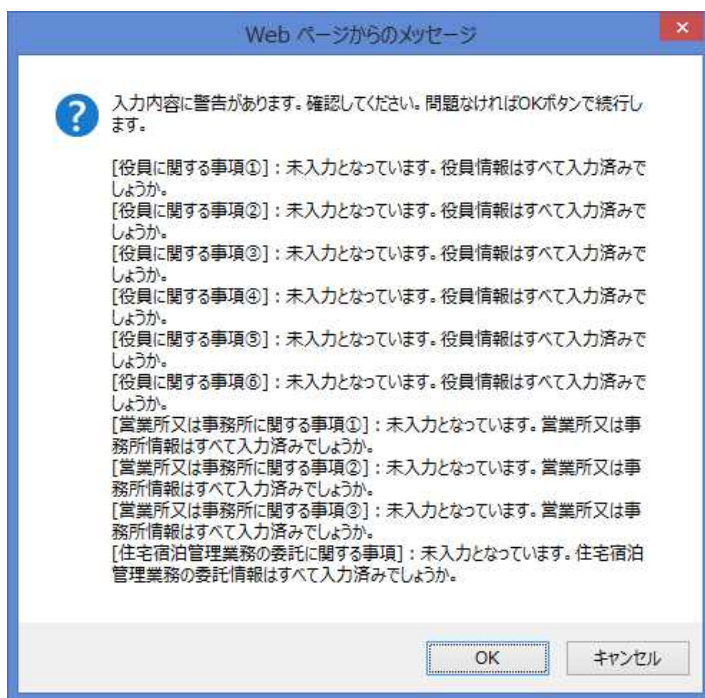 Web ページからのメッセージ
入力内容に警告があります。確認してください。問題なければOKボタンで続行し
ます。
[役員に関する事項①]：未入力となっています。役員情報はすべて入力済みで
しょうか。
[役員に関する事項②]：未入力となっています。役員情報はすべて入力済みで
しょうか。
[役員に関する事項③]：未入力となっています。役員情報はすべて入力済みで
しょうか。
[役員に関する事項④]：未入力となっています。役員情報はすべて入力済みで
しょうか。
[役員に関する事項⑤]：未入力となっています。役員情報はすべて入力済みで
しょうか。
[役員に関する事項⑥]：未入力となっています。役員情報はすべて入力済みで
しょうか。
[営業所又は事務所に関する事項①]：未入力となっています。営業所又は事
務所情報はすべて入力済みでしょうか。
[営業所又は事務所に関する事項②]：未入力となっています。営業所又は事
務所情報はすべて入力済みでしょうか。
[営業所又は事務所に関する事項③]：未入力となっています。営業所又は事
務所情報はすべて入力済みでしょうか。
[住宅宿泊管理業務の委託に関する事項]：未入力となっています。住宅宿泊
管理業務の委託情報はすべて入力済みでしょうか。
OK
キャンセル